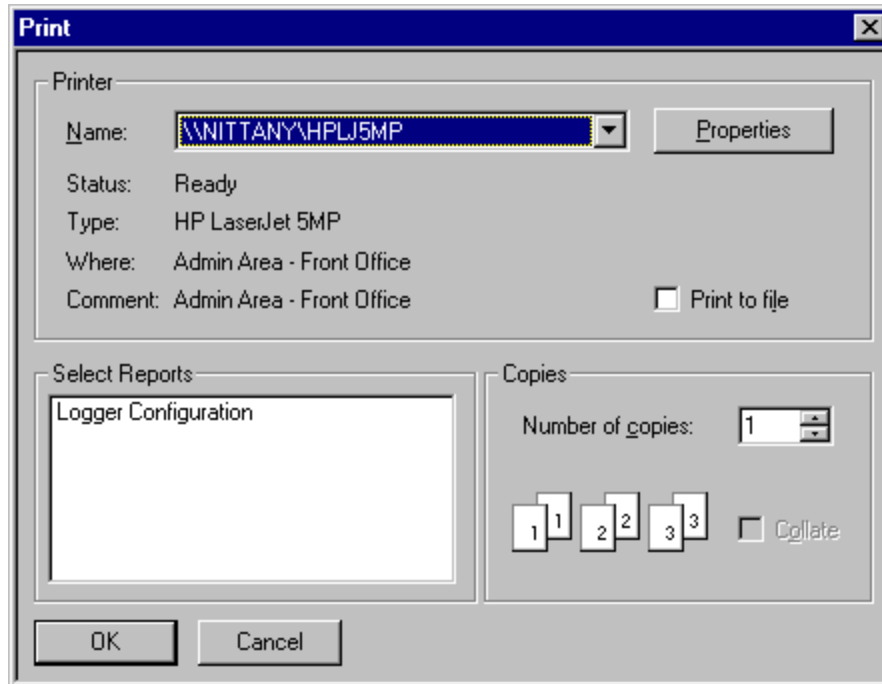 Print
Printer
Name: \\NITTANY\HPLJ5MP Properties
Status: Ready
Type: HP LaserJet 5MP
Where: Admin Area - Front Office
Comment: Admin Area - Front Office Print to file
Select Reports
Logger Configuration
Copies
Number of copies: 1
1 1 2 2 3 3 Collate
OK Cancel